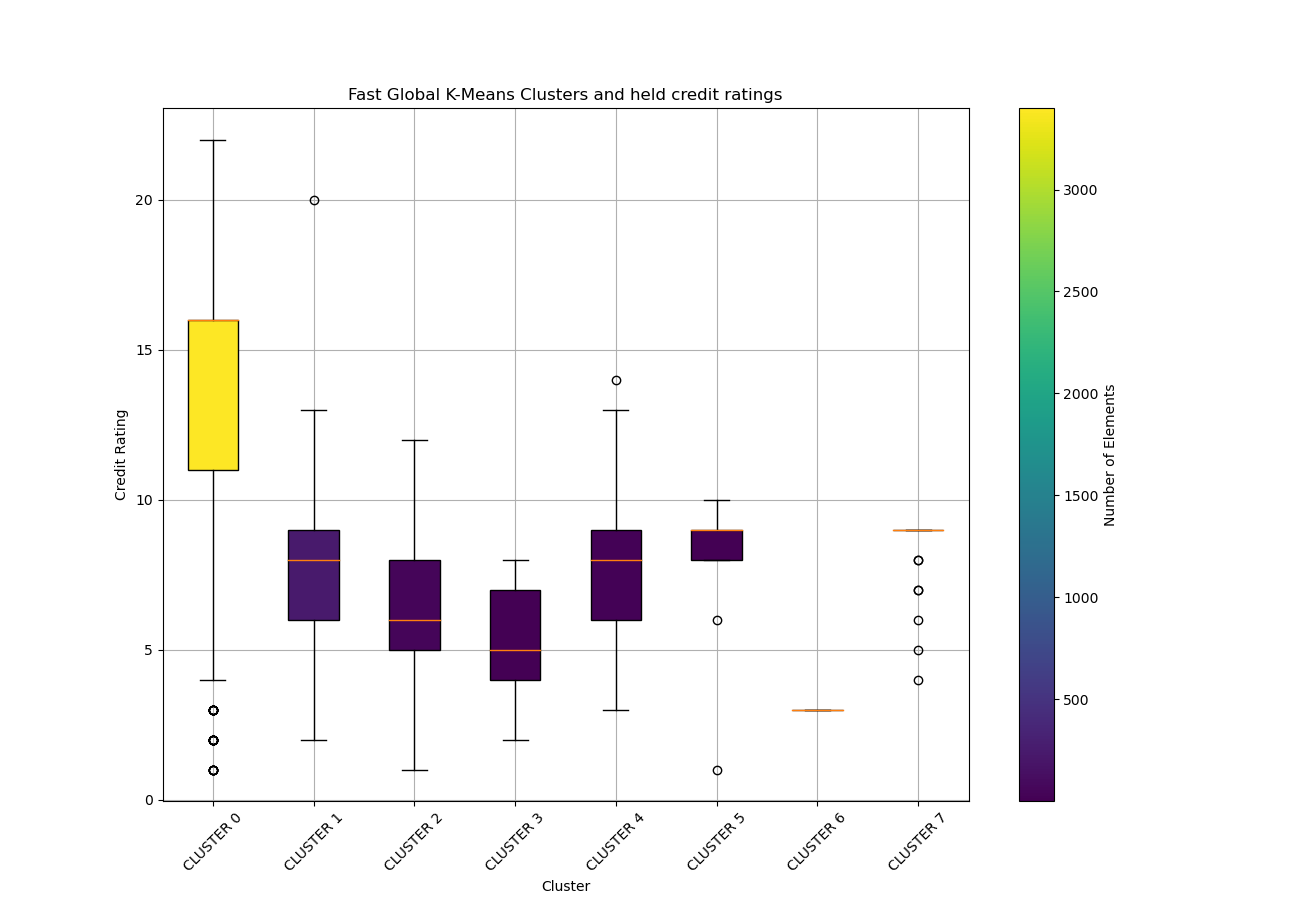 Fast Global K-Means Clusters and held credit ratings
Credit Rating
20
15
10
5
0
CLUSTER 0
CLUSTER 1
CLUSTER 2
CLUSTER 3
CLUSTER 4
CLUSTER 5
CLUSTER 6
CLUSTER 7
Cluster
3000
2500
2000
1500
1000
500
Number of Elements